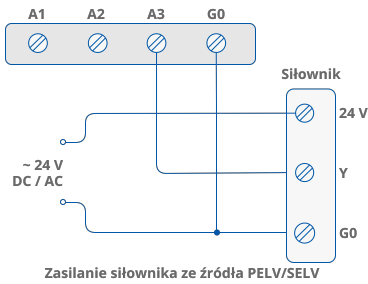 A1 A2 A3 G0
Siłownik
24 V
~ 24 V
DC / AC
Y
G0
Zasilanie siłownika ze źródła PELV/SELV